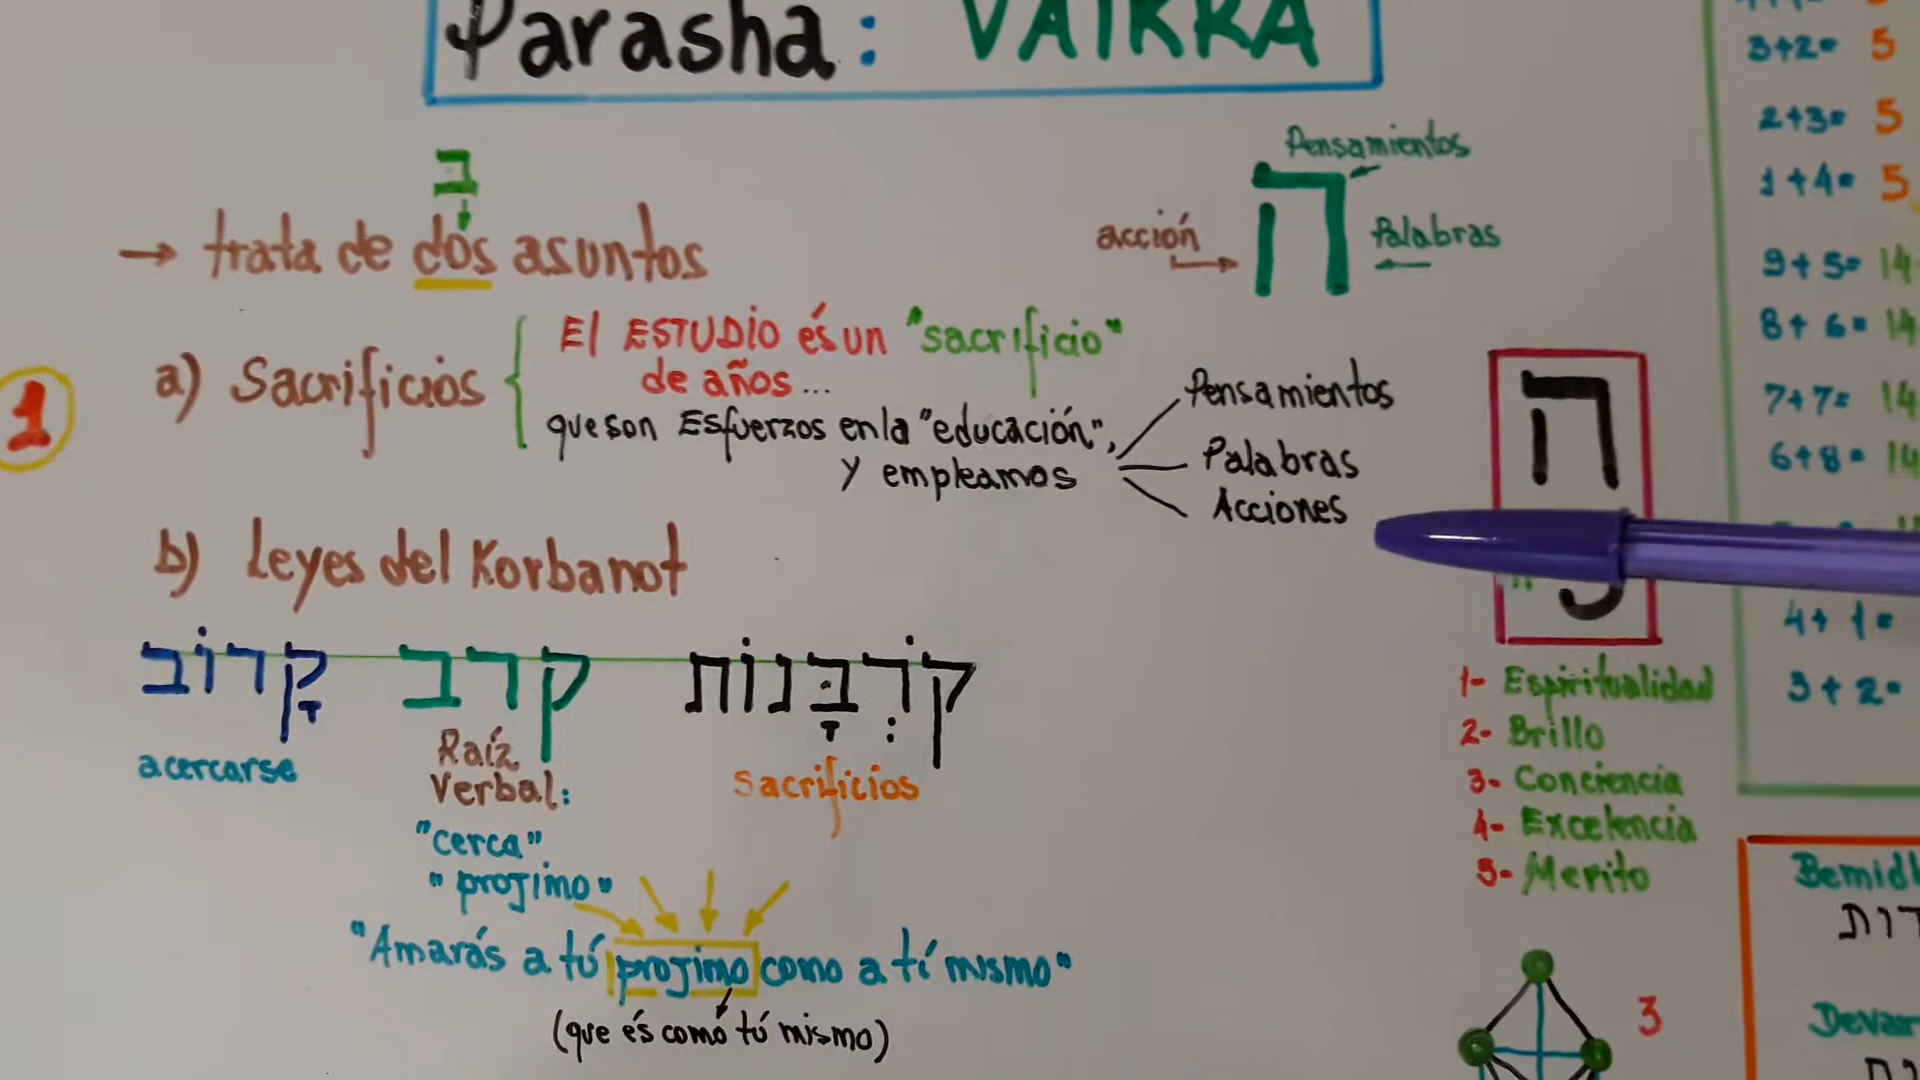 Parasha: VAIKRA
ב
→ trata de dos asuntos
Pensamientos
ה
acción
Palabras
1
a) Sacrificios
El ESTUDIO és un "sacrificio"
de años...
que son Esfuerzos en la "educación",
y empleamos
Pensamientos
Palabras
Acciones
b) Leyes del Korbanot
קָרוֹב
קרב
קֹרְבָּנוֹת
acercarse
Raíz
Verbal:
"cerca"
"projimo"
sacrificios
"Amarás a tú projimo como a tí mismo"
(que és comó tú mismo)
ה
1- Espiritualidad
2- Brillo
3- Conciencia
4- Excelencia
5- Merito
3
3+2= 5
2+3= 5
1+4= 5
9+5= 14
8+6= 14
7+7= 14
6+8= 14
4+1=
3+2=